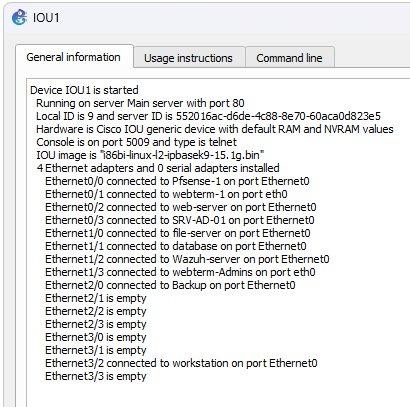 IOU1
General information
Usage instructions
Command line
Device IOU1 is started
Running on server Main server with port 80
Local ID is 9 and server ID is 552016ac-d6de-4c88-8e70-60aca0d823e5
Hardware is Cisco IOU generic device with default RAM and NVRAM values
Console is on port 5009 and type is telnet
IOU image is "i86bi-linux-l2-ipbasek9-15.1g.bin"
4 Ethernet adapters and 0 serial adapters installed
Ethernet0/0 connected to Pfsense-1 on port Ethernet0
Ethernet0/1 connected to webterm-1 on port eth0
Ethernet0/2 connected to web-server on port Ethernet0
Ethernet0/3 connected to SRV-AD-01 on port Ethernet0
Ethernet1/0 connected to file-server on port Ethernet0
Ethernet1/1 connected to database on port Ethernet0
Ethernet1/2 connected to Wazuh-server on port Ethernet0
Ethernet1/3 connected to webterm-Admins on port eth0
Ethernet2/0 connected to Backup on port Ethernet0
Ethernet2/1 is empty
Ethernet2/2 is empty
Ethernet2/3 is empty
Ethernet3/0 is empty
Ethernet3/1 is empty
Ethernet3/2 connected to workstation on port Ethernet0
Ethernet3/3 is empty